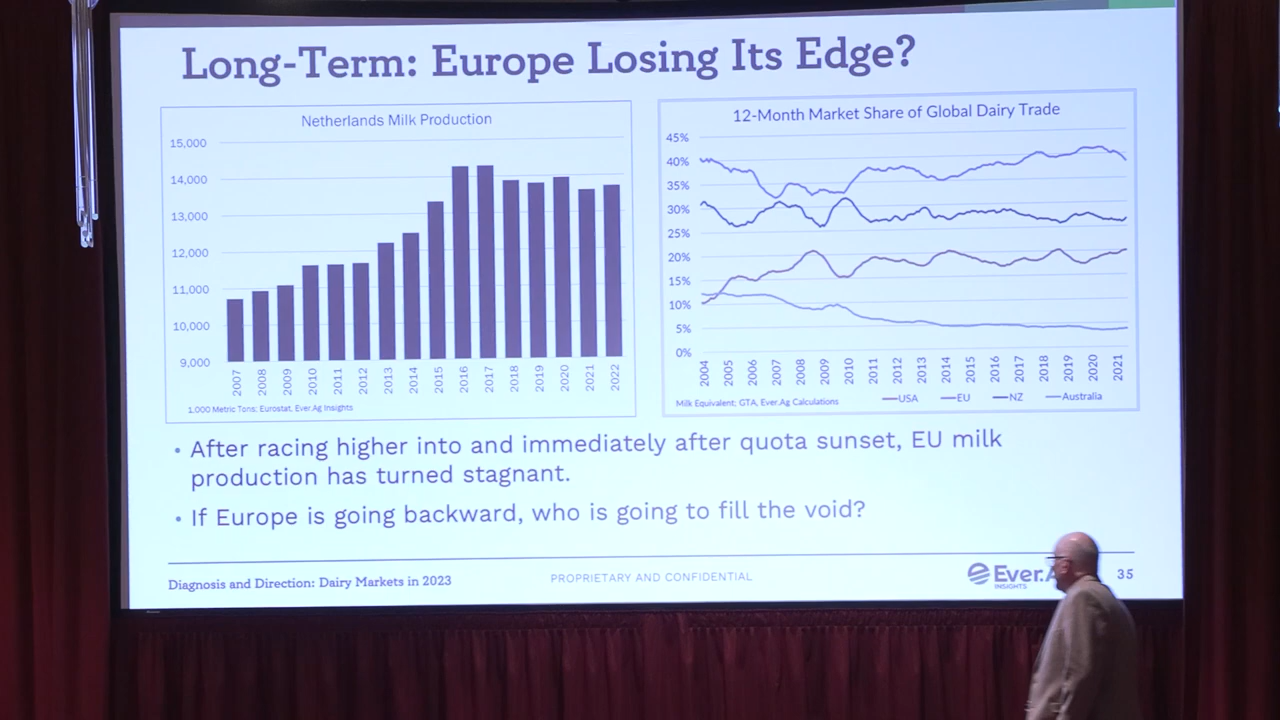 Long-Term: Europe Losing Its Edge?
Netherlands Milk Production
15,000
14,000
13,000
12,000
11,000
10,000
9,000
2007 2008 2009 2010 2011 2012 2013 2014 2015 2016 2017 2018 2019 2020 2021 2022
1,000 Metric Tons; Eurostat, Ever.Ag Insights
12-Month Market Share of Global Dairy Trade
45%
40%
35%
30%
25%
20%
15%
10%
5%
0%
2004 2005 2006 2007 2008 2009 2010 2011 2012 2013 2014 2015 2016 2017 2018 2019 2020 2021
Milk Equivalent; GTA, Ever.Ag Calculations
USA EU NZ Australia
• After racing higher into and immediately after quota sunset, EU milk
production has turned stagnant.
• If Europe is going backward, who is going to fill the void?
Diagnosis and Direction: Dairy Markets in 2023
PROPRIETARY AND CONFIDENTIAL
Ever.A
INSIGHTS
35